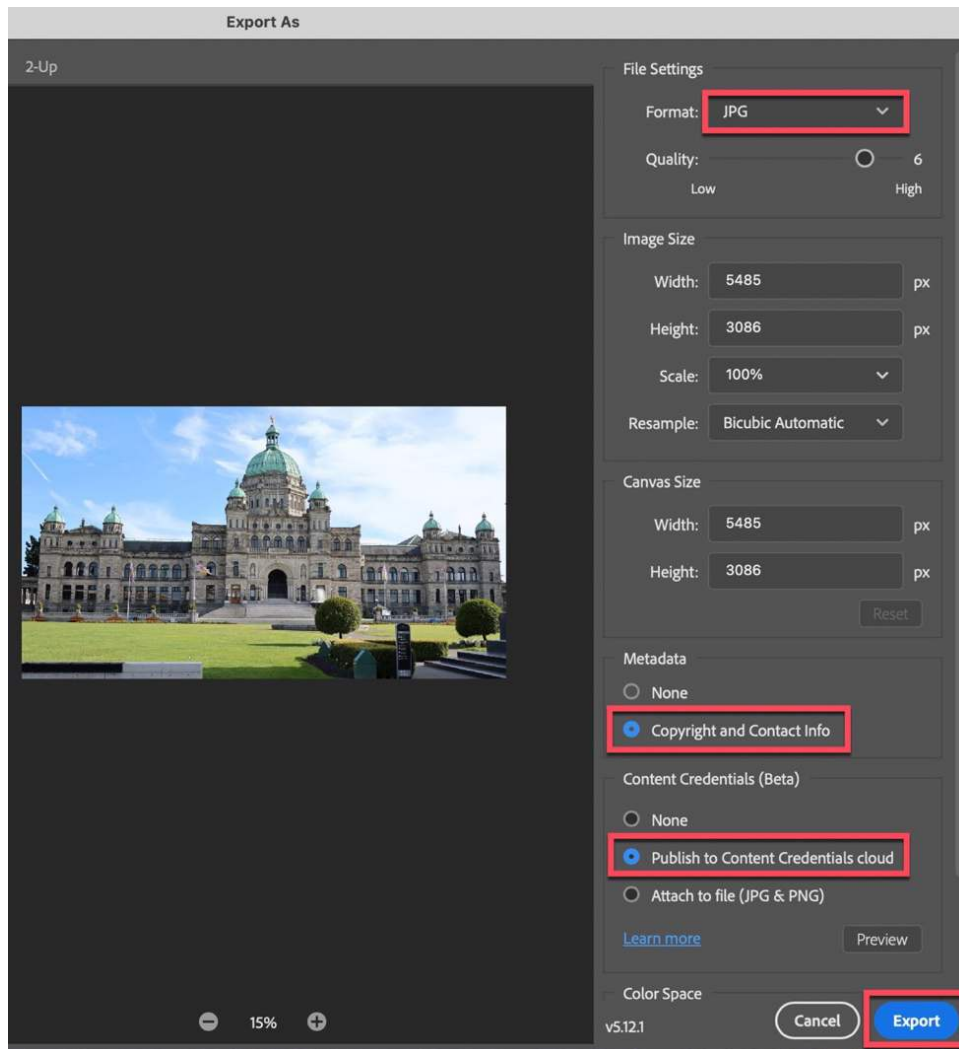 Export As
2-Up
File Settings
Format: JPG
Quality: 6
Low High
Image Size
Width: 5485 px
Height: 3086 px
Scale: 100%
Resample: Bicubic Automatic
Canvas Size
Width: 5485 px
Height: 3086 px
Reset
Metadata
None
Copyright and Contact Info
Content Credentials (Beta)
None
Publish to Content Credentials cloud
Attach to file (JPG & PNG)
Learn more Preview
Color Space
15%
v5.12.1 Cancel Export